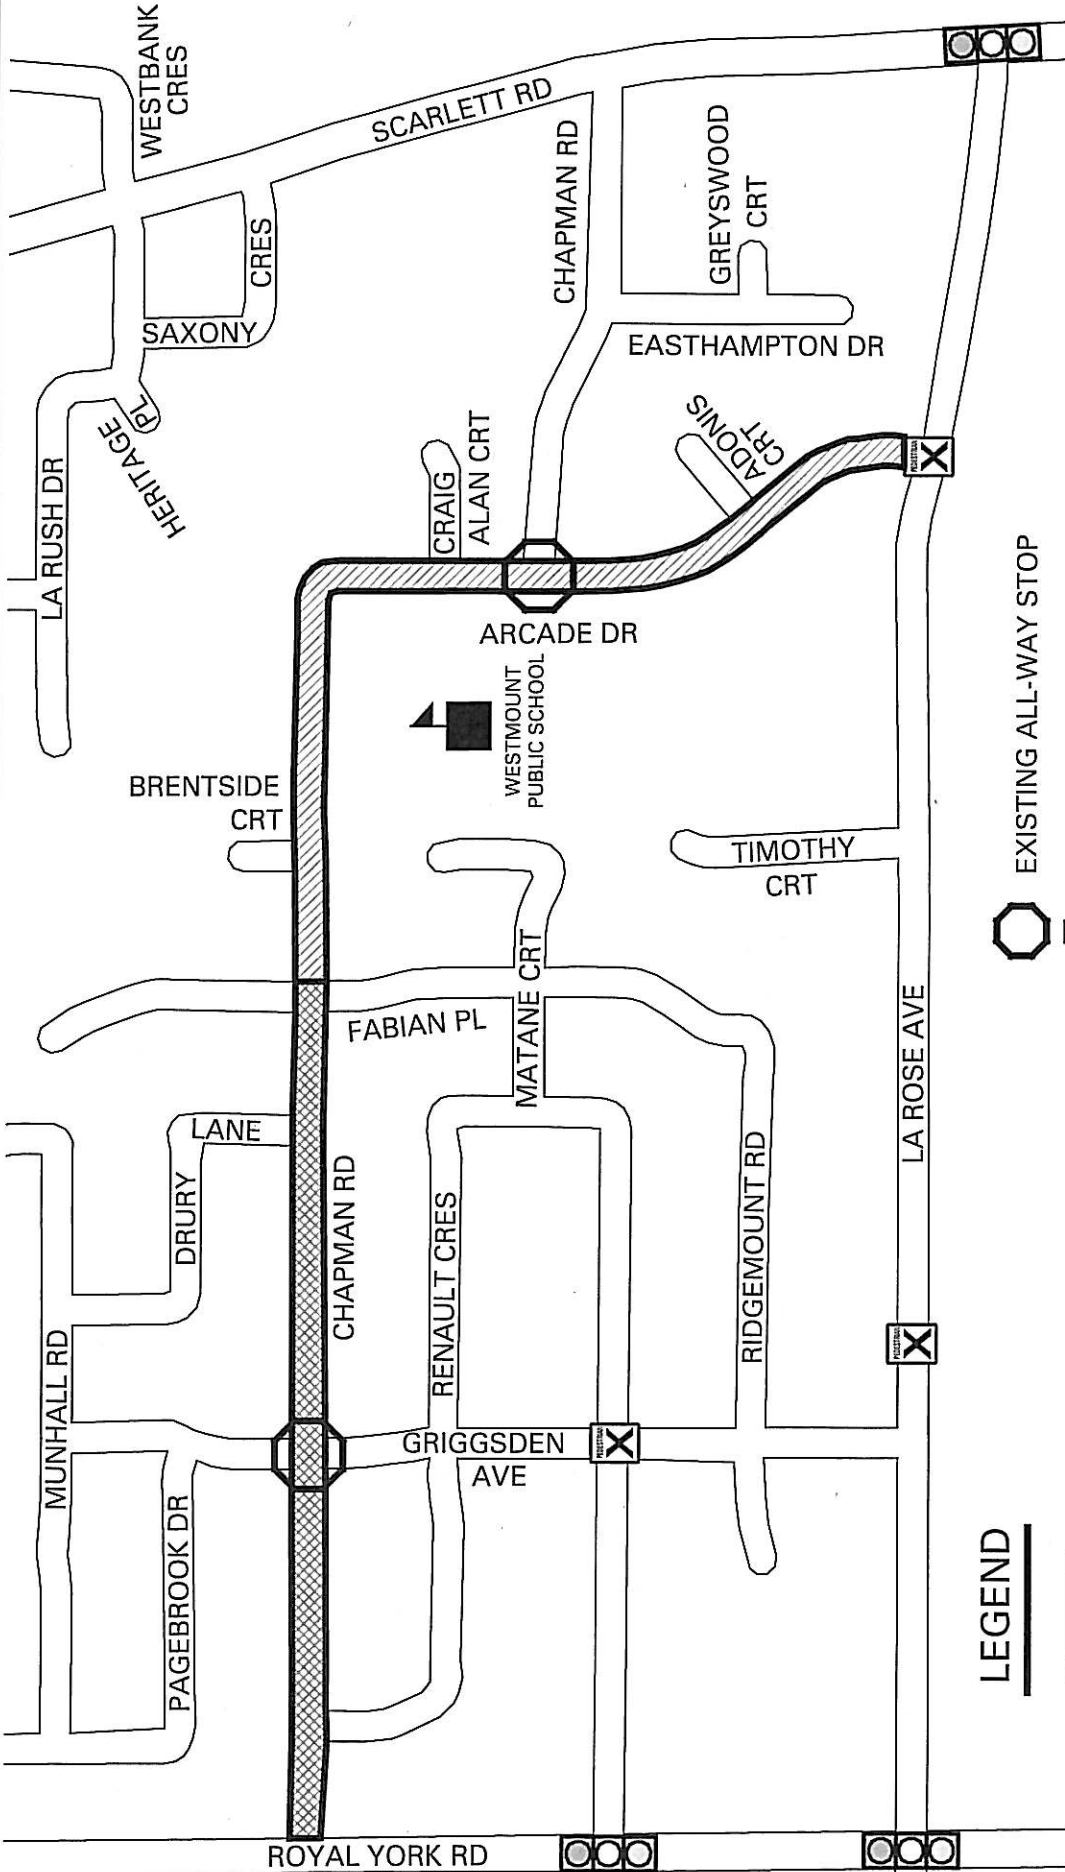 WESTBANK
CRES
SCARLETT RD
CHAPMAN RD
GREYSWOOD
CRT
CRES
SAXONY
EASTHAMPTON DR
HERITAGE
PL
LA RUSH DR
CRAIG
ALAN CRT
ADONIS
CRT
PEDESTRIAN
X
ARCADE DR
WESTMOUNT
PUBLIC SCHOOL
BRENTSIDE
CRT
TIMOTHY
CRT
MATANE CRT
FABIAN PL
LA ROSE AVE
LANE
DRURY
CHAPMAN RD
RENAULT CRES
RIDGEMOUNT RD
MUNHALL RD
PEDESTRIAN
X
GRIGGSDEN
AVE
PEDESTRIAN
X
PAGEBROOK DR
ROYAL YORK RD
LEGEND
EXISTING ALL-WAY STOP